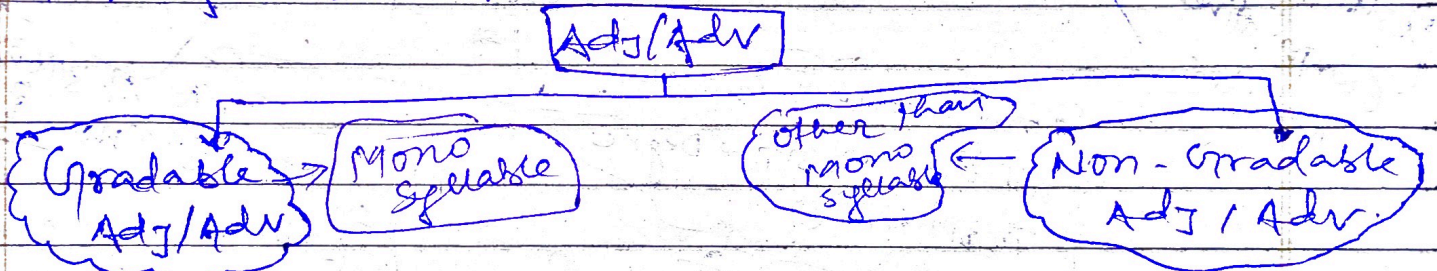 Adj/Adv
Gradable
Adj/Adv
Mono
Syllable
Other than
Mono
Syllable
Non-Gradable
Adj/Adv.